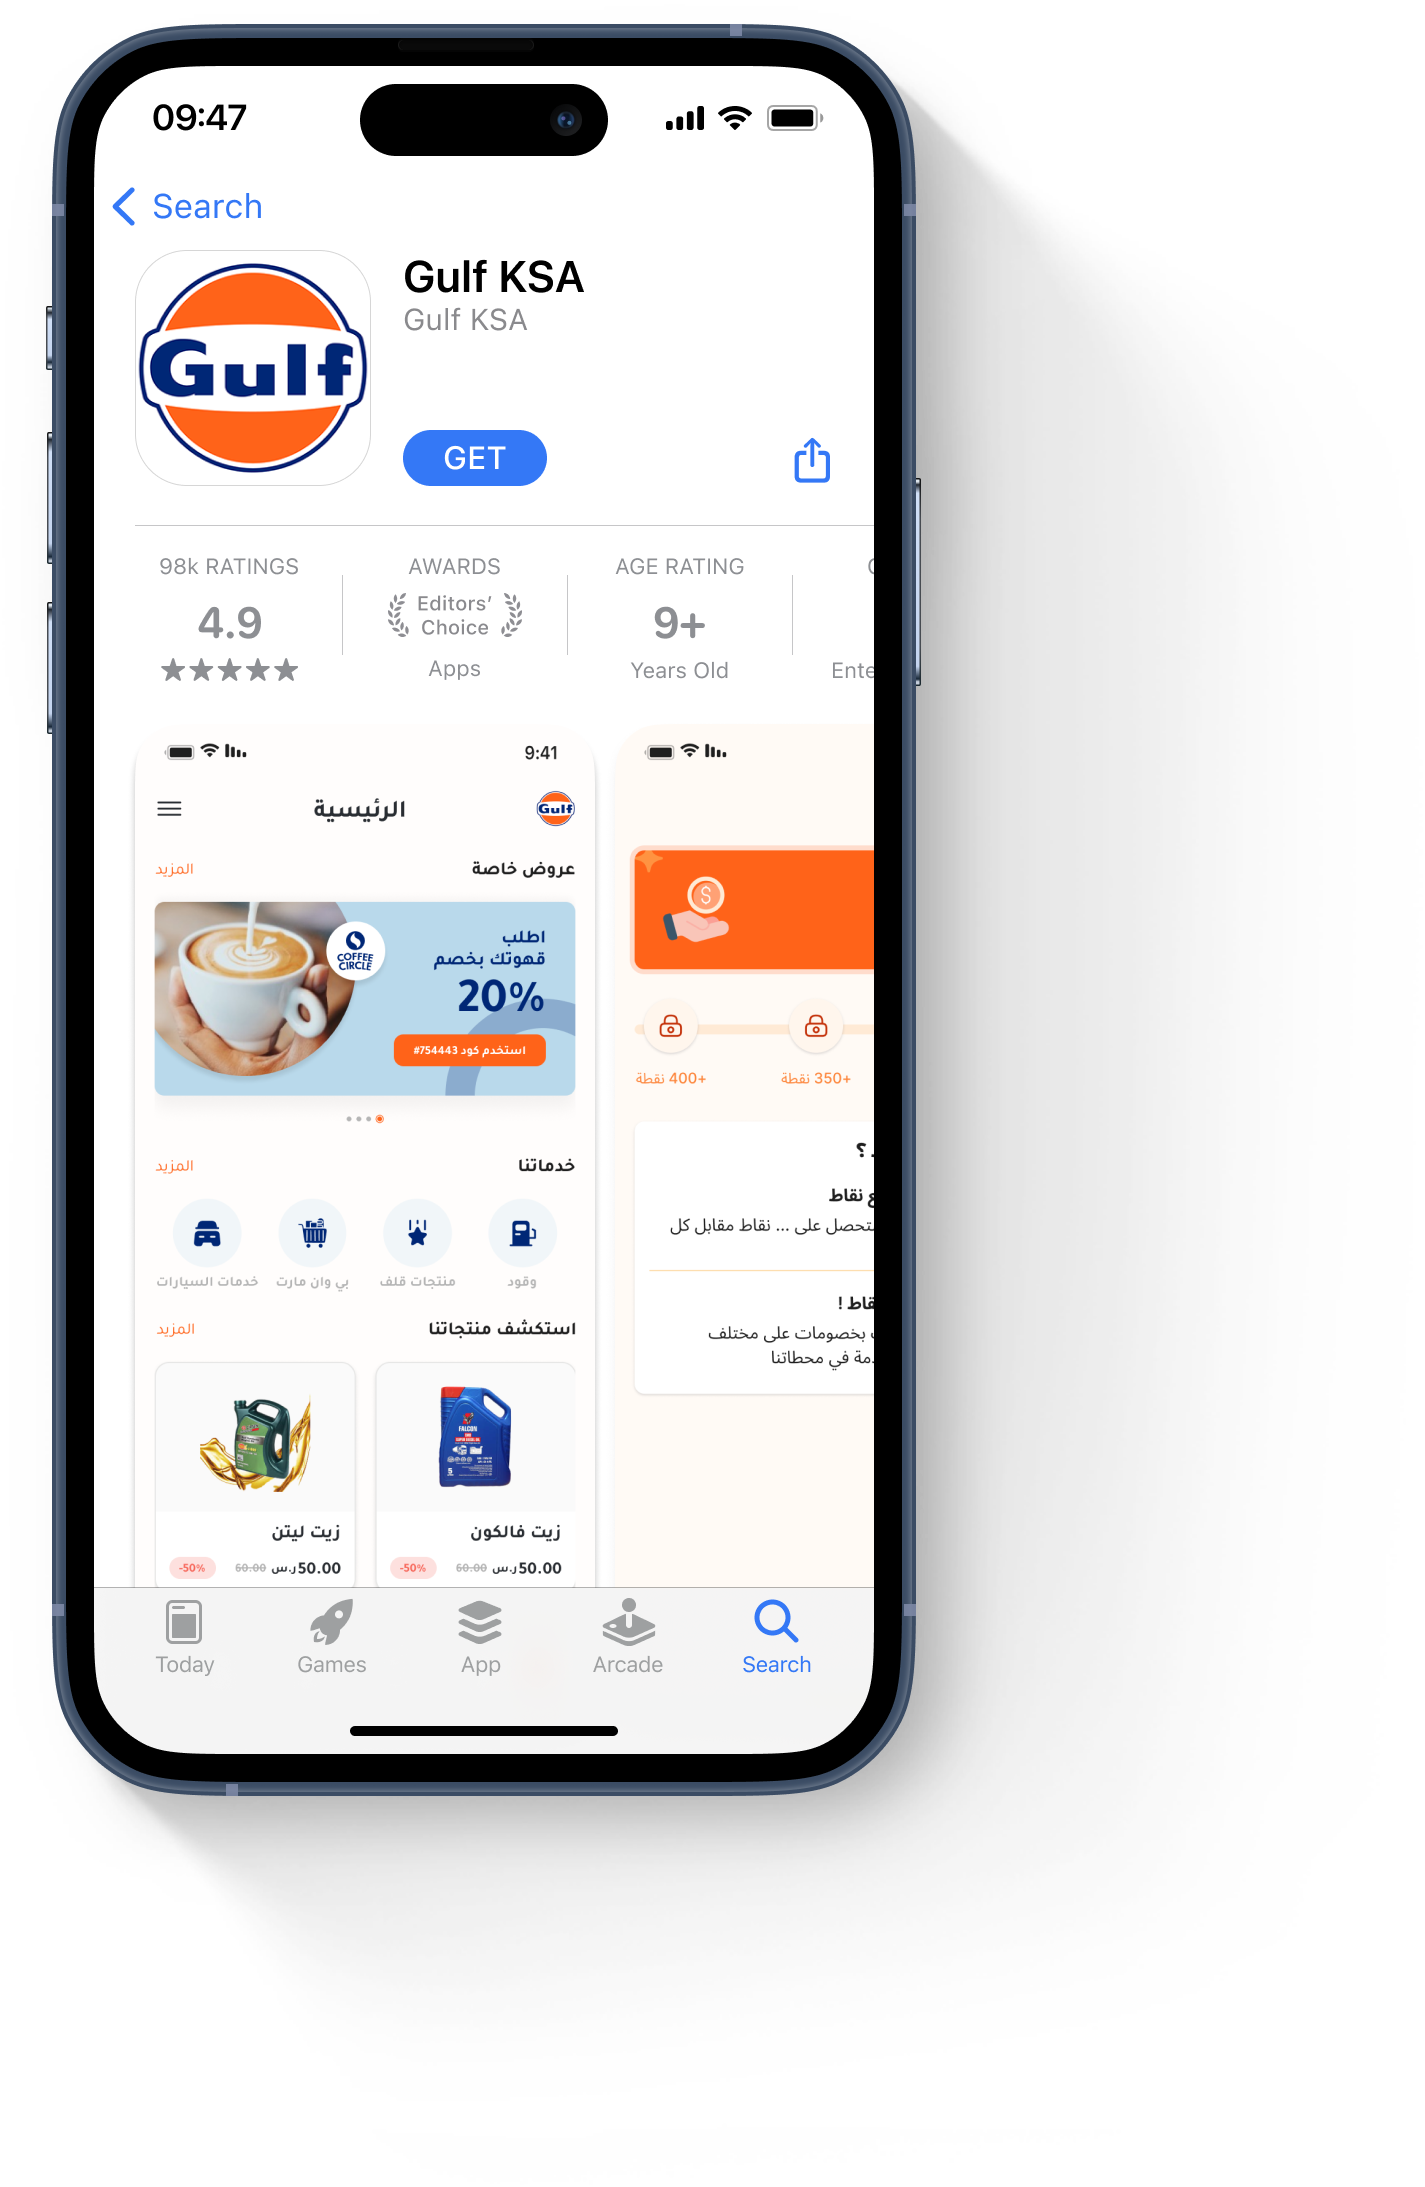 09:47
Search
Gulf
Gulf KSA
Gulf KSA
GET
98k RATINGS
4.9
AWARDS
Editors’
Choice
Apps
AGE RATING
9+
Years Old
Ente
9:41
الرئيسية
Gulf
عروض خاصة
المزيد
اطلب
قهوتك بخصم
20%
استخدم كود 754443#
COFFEE
CIRCLE
خدماتنا
المزيد
وقود
منتجات قلف
بي وان مارت
خدمات السيارات
استكشف منتجاتنا
المزيد
FALCON
زيت فالكون
50.00 ر.س 60.00 -50%
زيت ليتن
50.00 ر.س 60.00 -50%
+350 نقطة
+400 نقطة
؟
نقاط
تحصل على ... نقاط مقابل كل
قاط !
بخصومات على مختلف
في محطاتنا
Today
Games
App
Arcade
Search